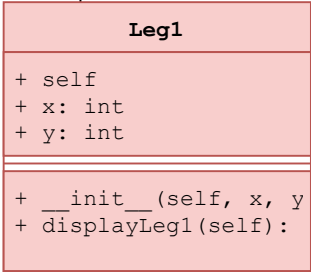 Leg1
+ self
+ x: int
+ y: int
+ __init__(self, x, y
+ displayLeg1(self):